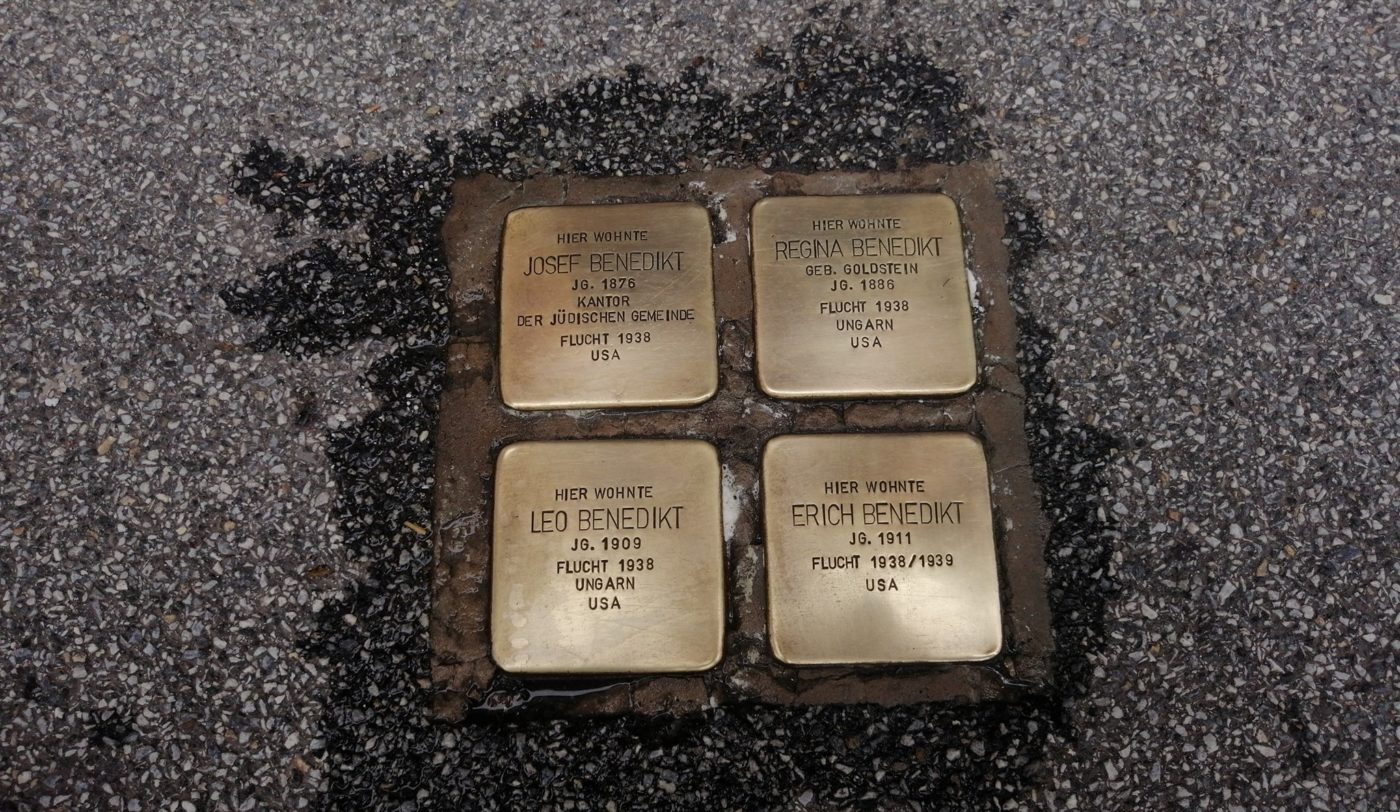 HIER WOHNTE
JOSEF BENEDIKT
JG. 1876
KANTOR
DER JÜDISCHEN GEMEINDE
FLUCHT 1938
USA
HIER WOHNTE
REGINA BENEDIKT
GEB. GOLDSTEIN
JG. 1886
FLUCHT 1938
UNGARN
USA
HIER WOHNTE
LEO BENEDIKT
JG. 1909
FLUCHT 1938
UNGARN
USA
HIER WOHNTE
ERICH BENEDIKT
JG. 1911
FLUCHT 1938/1939
USA